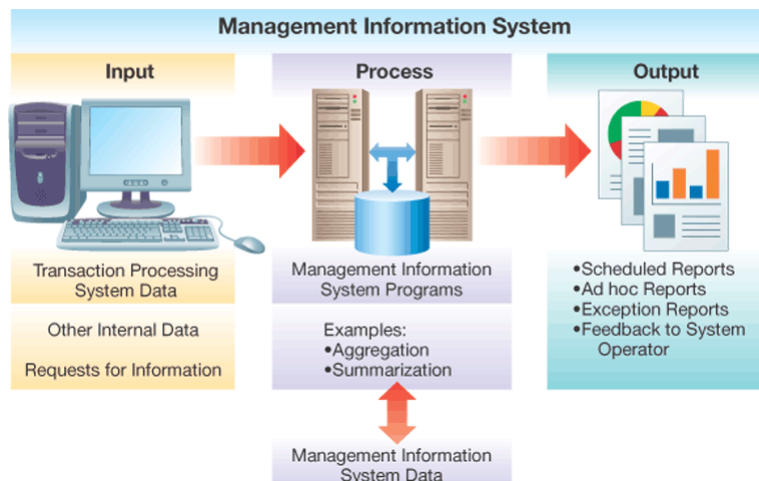 Management Information System
Input
Process
Output
Transaction Processing
System Data
Other Internal Data
Requests for Information
Management Information
System Programs
Examples:
•Aggregation
•Summarization
Management Information
System Data
•Scheduled Reports
•Ad hoc Reports
•Exception Reports
•Feedback to System
Operator